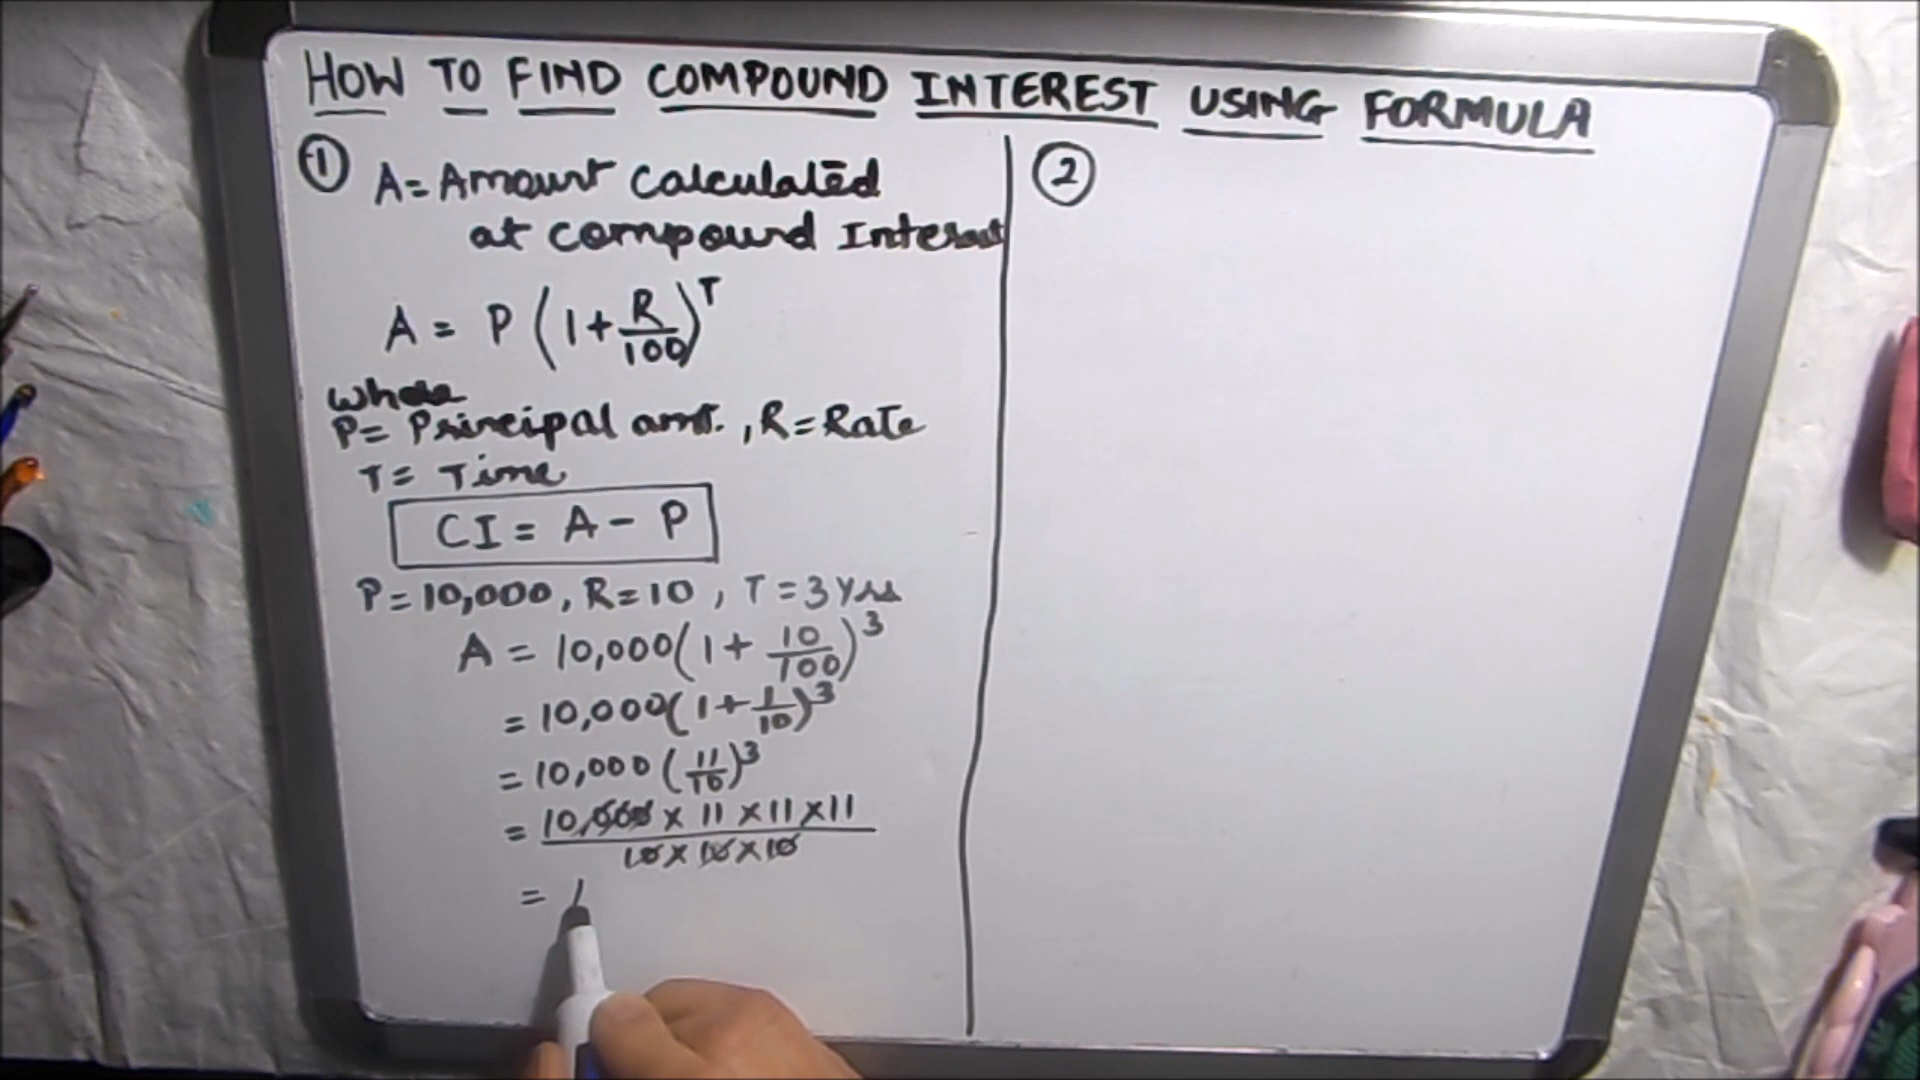 HOW TO FIND COMPOUND INTEREST USING FORMULA
① A = Amount Calculated
at compound Interest
A = P (1 + R/100)^T
where
P = Principal amt. , R = Rate
T = Time
CI = A - P
P = 10,000, R = 10, T = 3 Yrs
A = 10,000(1 + 10/100)^3
= 10,000(1 + 1/10)^3
= 10,000(11/10)^3
= 10,000 × 11 × 11 × 11
10 × 10 × 10
= 1
②